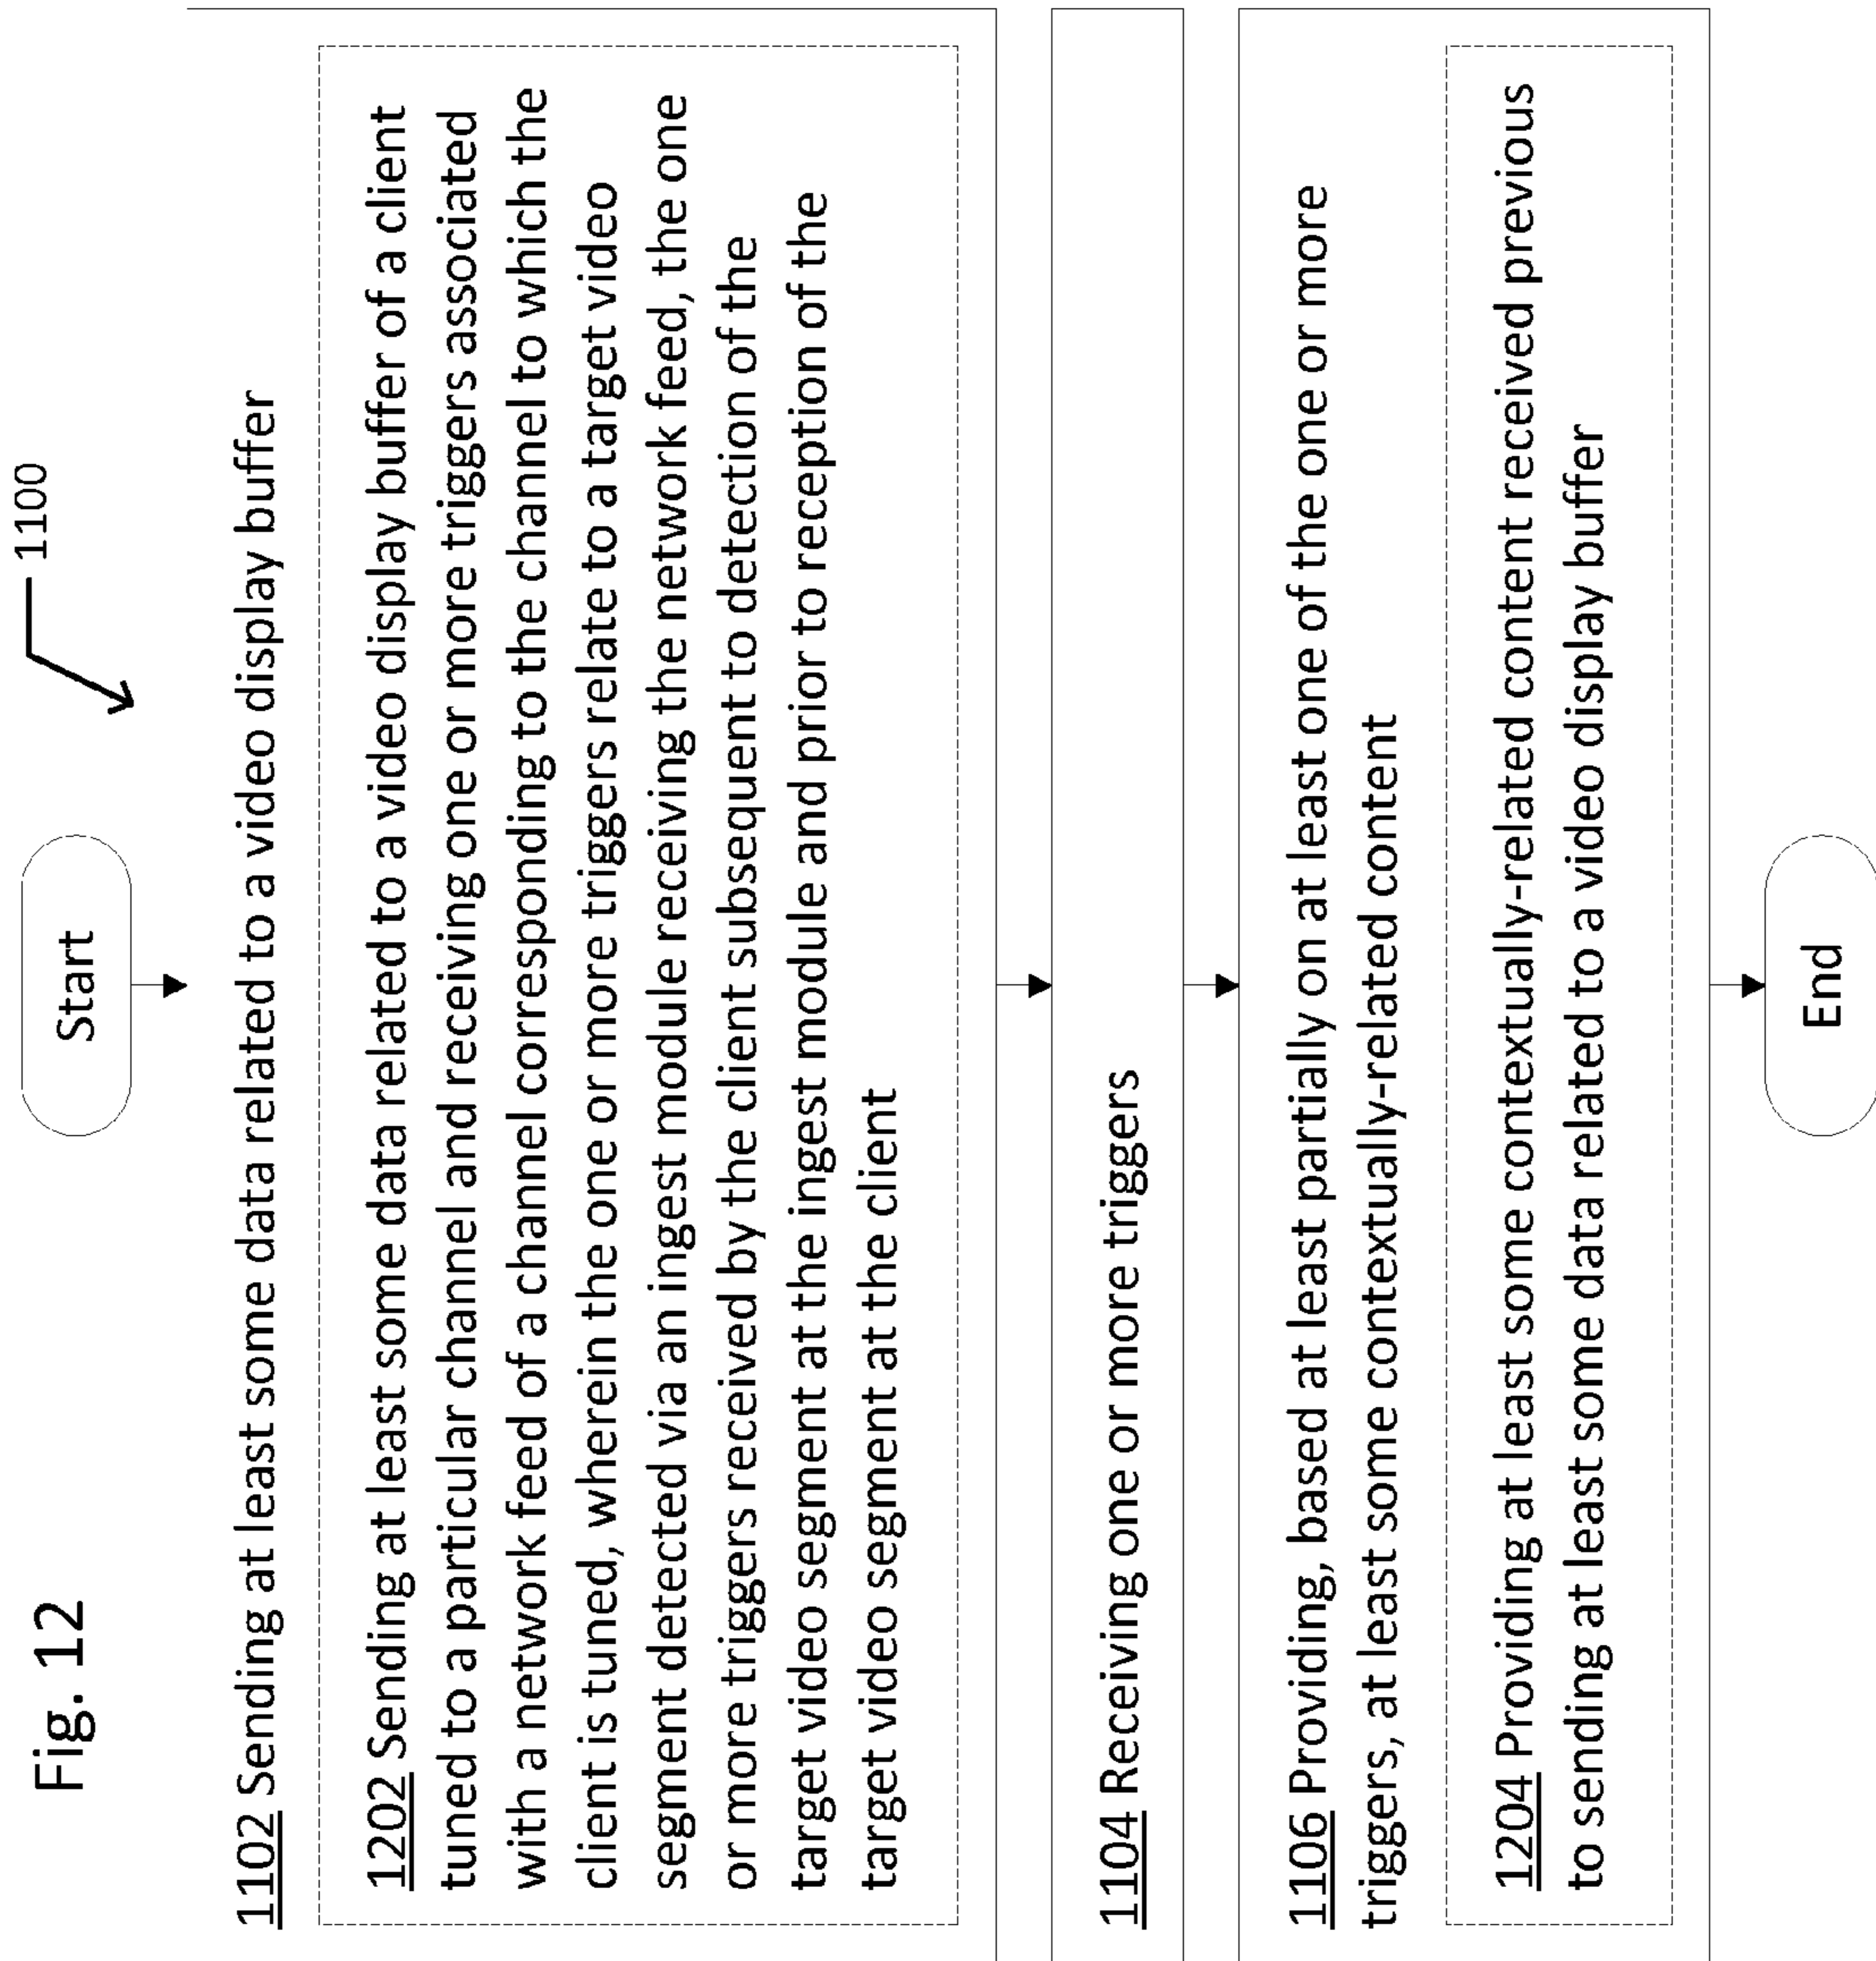 Fig. 12
1100
Start
1102 Sending at least some data related to a video display buffer
1202 Sending at least some data related to a video display buffer of a client
tuned to a particular channel and receiving one or more triggers associated
with a network feed of a channel corresponding to the channel to which the
client is tuned, wherein the one or more triggers relate to a target video
segment detected via an ingest module receiving the network feed, the one
or more triggers received by the client subsequent to detection of the
target video segment at the ingest module and prior to reception of the
target video segment at the client
1104 Receiving one or more triggers
1106 Providing, based at least partially on at least one of the one or more
triggers, at least some contextually-related content
1204 Providing at least some contextually-related content received previous
to sending at least some data related to a video display buffer
End